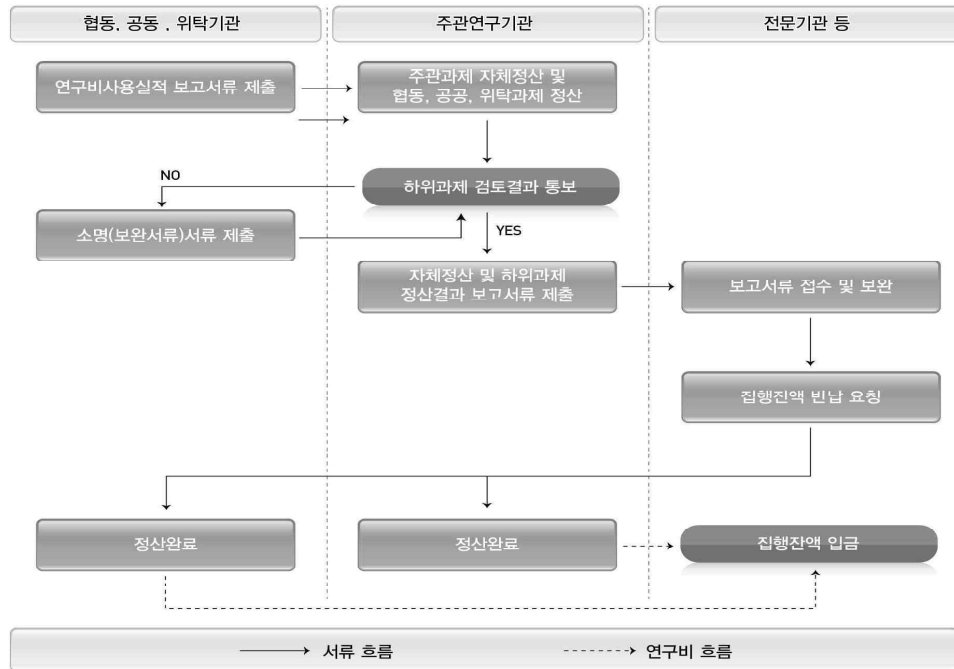 협동, 공동 , 위탁기관
주관연구기관
전문기관 등
연구비사용실적 보고서류 제출
주관과제 자체정산 및
협동, 공공, 위탁과제 정산
하위과제 검토결과 통보
NO
YES
소명(보완서류)서류 제출
자체정산 및 하위과제
정산결과 보고서류 제출
보고서류 접수 및 보완
집행잔액 반납 요청
정산완료
정산완료
집행잔액 입금
서류 흐름
연구비 흐름